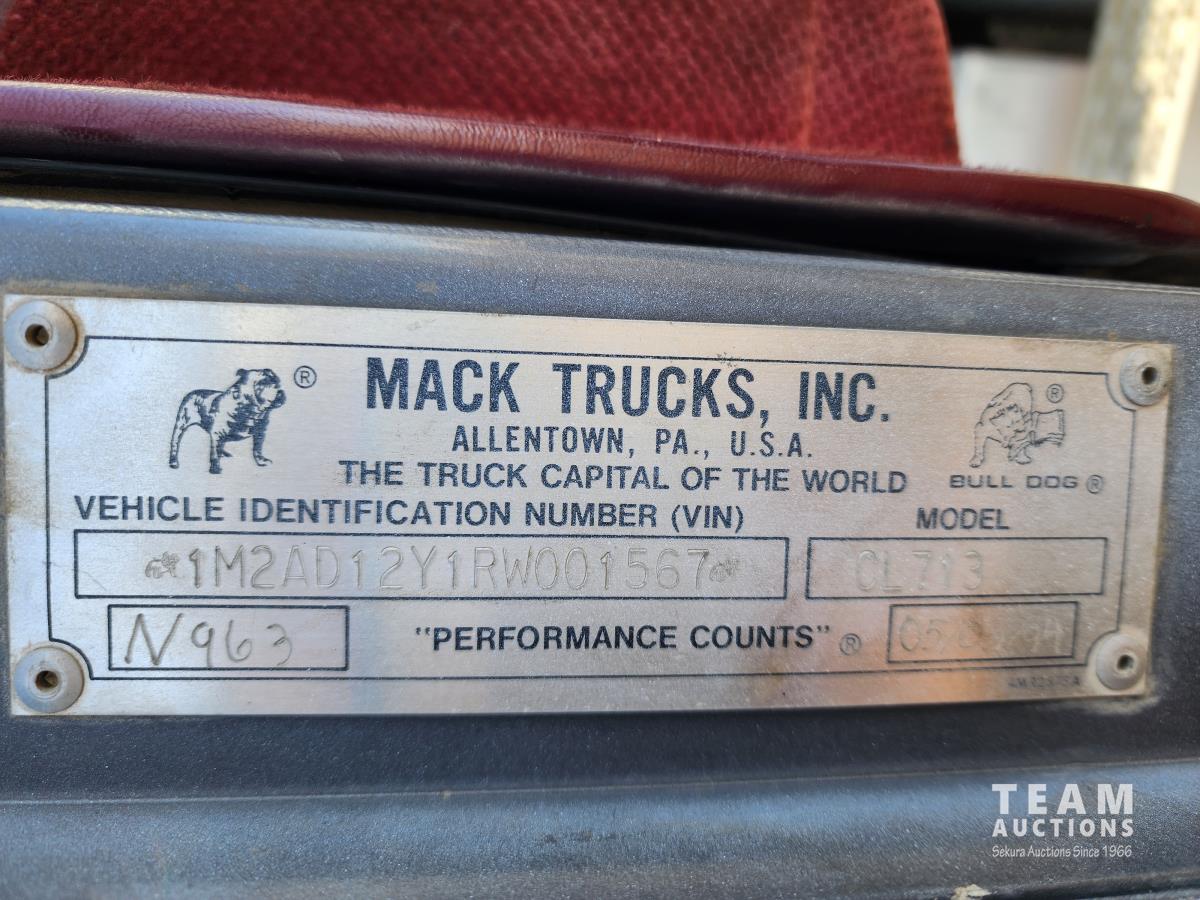 MACK TRUCKS, INC.
ALLENTOWN, PA., U.S.A.
THE TRUCK CAPITAL OF THE WORLD
BULL DOG ®
VEHICLE IDENTIFICATION NUMBER (VIN) MODEL
1M2AD12Y1RW001567 CL713
N963 "PERFORMANCE COUNTS" ®
TEAM
AUCTIONS
Sekura Auctions Since 1966